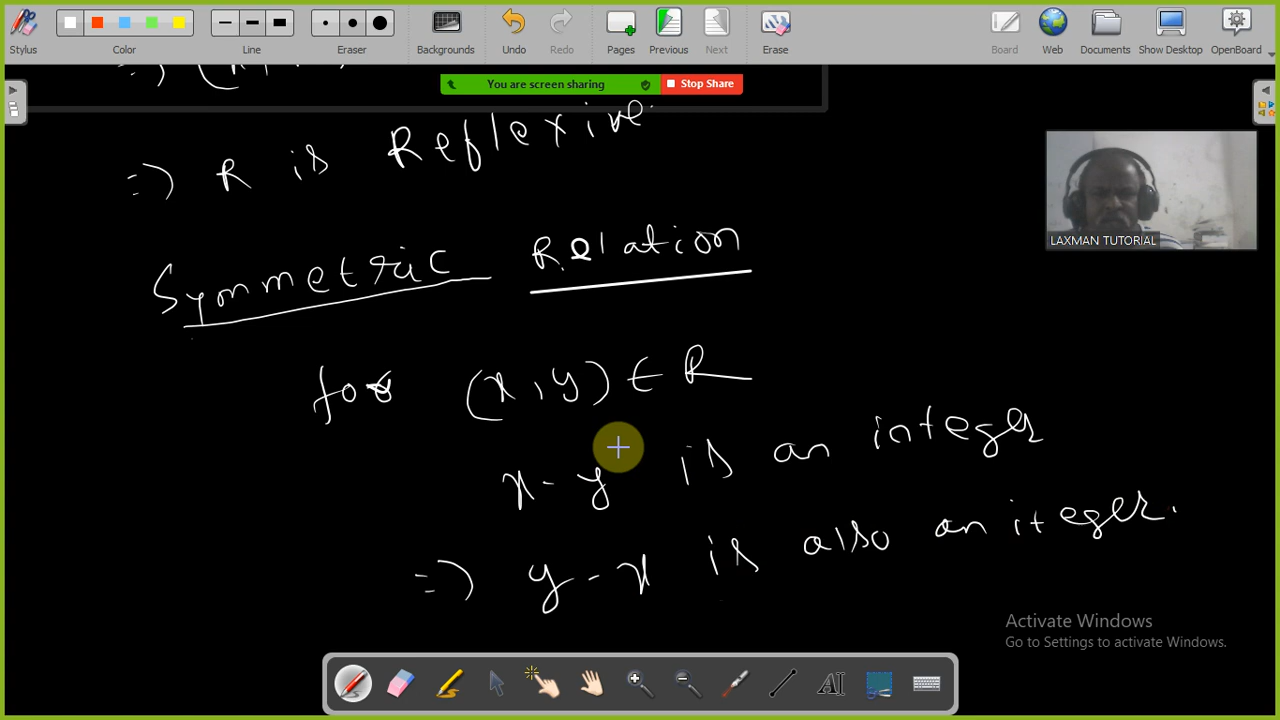 Stylus Color Line Eraser Backgrounds Undo Redo Pages Previous Next Erase Board Web Documents Show Desktop OpenBoard
You are screen sharing Stop Share
=> R is Reflexive.
LAXMAN TUTORIAL
Symmetric Relation
for (x, y) ∈ R
x - y is an integer
=> y - x is also an iteger.
Activate Windows
Go to Settings to activate Windows.